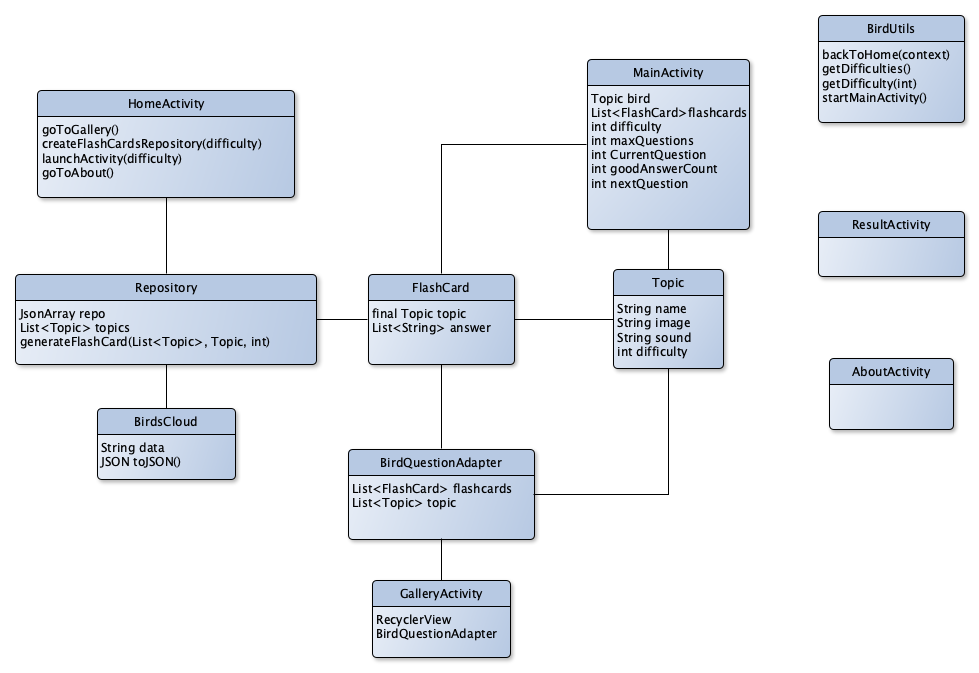 BirdUtils
backToHome(context)
getDifficulties()
getDifficulty(int)
startMainActivity()
MainActivity
Topic bird
List<FlashCard>flashcards
int difficulty
int maxQuestions
int CurrentQuestion
int goodAnswerCount
int nextQuestion
HomeActivity
goToGallery()
createFlashCardsRepository(difficulty)
launchActivity(difficulty)
goToAbout()
ResultActivity
Repository
JsonArray repo
List<Topic> topics
generateFlashCard(List<Topic>, Topic, int)
FlashCard
final Topic topic
List<String> answer
Topic
String name
String image
String sound
int difficulty
AboutActivity
BirdsCloud
String data
JSON toJSON()
BirdQuestionAdapter
List<FlashCard> flashcards
List<Topic> topic
GalleryActivity
RecyclerView
BirdQuestionAdapter